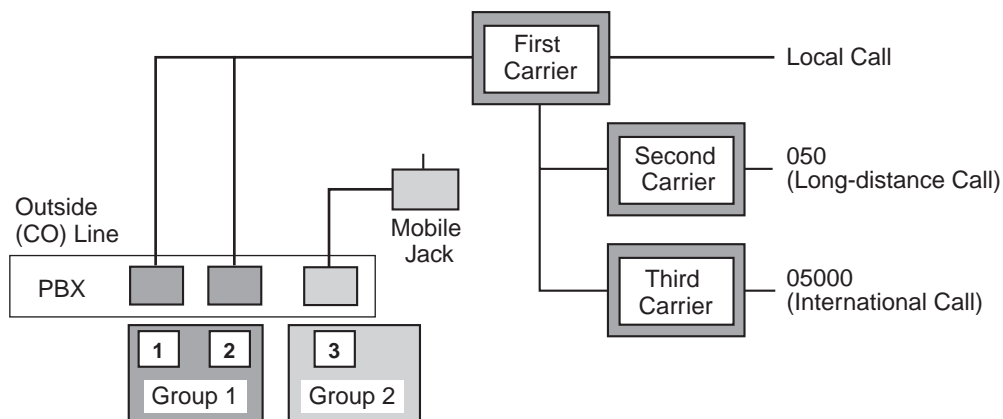 First
Carrier
Local Call
Second
Carrier
050
(Long-distance Call)
Outside
(CO) Line
Mobile
Jack
PBX
Third
Carrier
05000
(International Call)
1
2
3
Group 1
Group 2